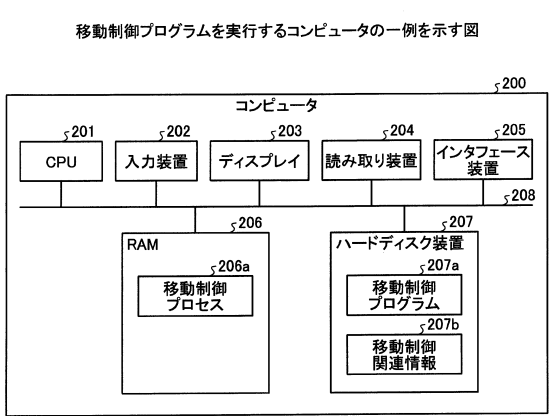 移動制御プログラムを実行するコンピュータの一例を示す図
200
コンピュータ
201
202
203
204
205
CPU
入力装置
ディスプレイ
読み取り装置
インタフェース
装置
208
206
207
RAM
ハードディスク装置
206a
移動制御
プロセス
207a
移動制御
プログラム
207b
移動制御
関連情報